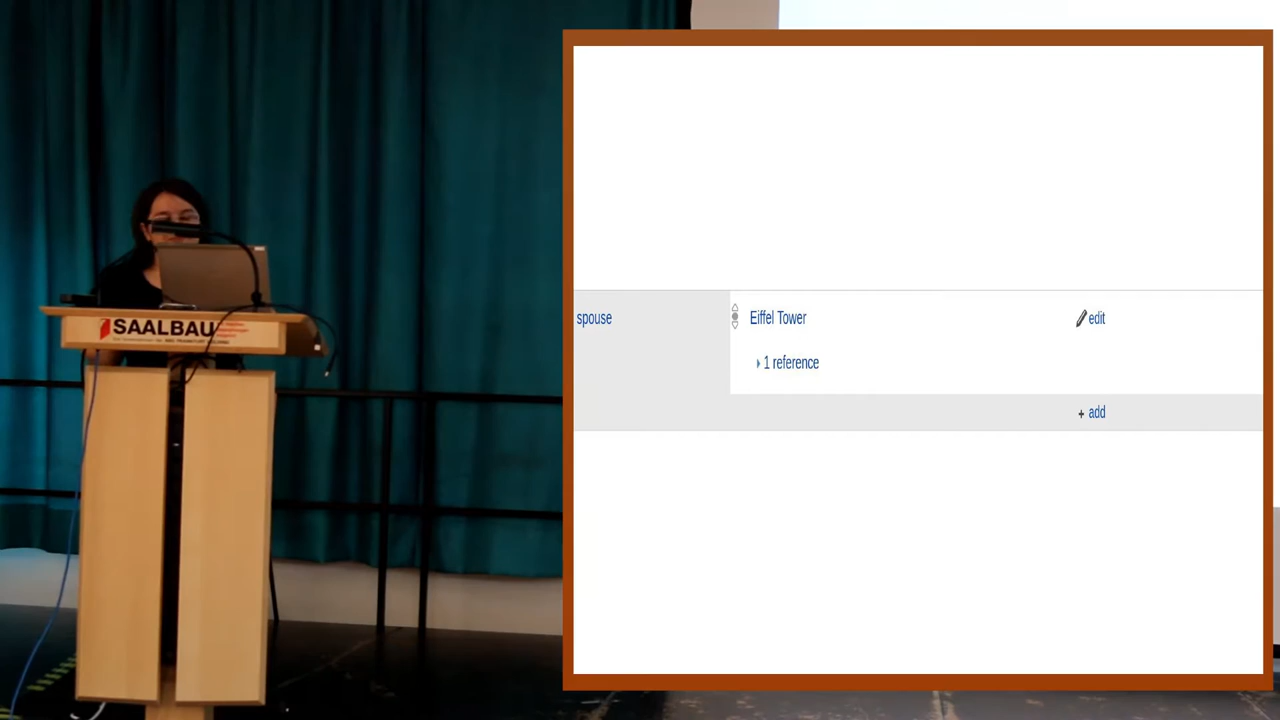 SAALBAU
spouse
Eiffel Tower
edit
1 reference
+ add